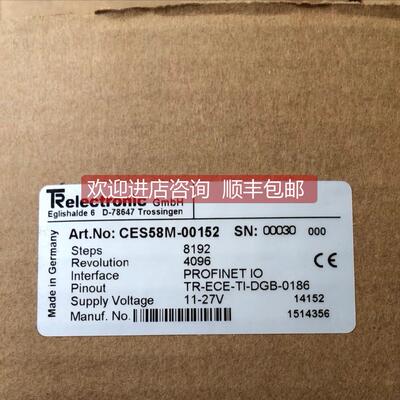 TR electronic GmbH
Eglishalde 6 D-78647 Trossingen
欢迎进店咨询 顺丰包邮
Made in Germany
Art.No: CES58M-00152 SN: 00030 000
Steps 8192
Revolution 4096
Interface PROFINET IO
Pinout TR-ECE-TI-DGB-0186
Supply Voltage 11-27V 14152
Manuf. No. 1514356